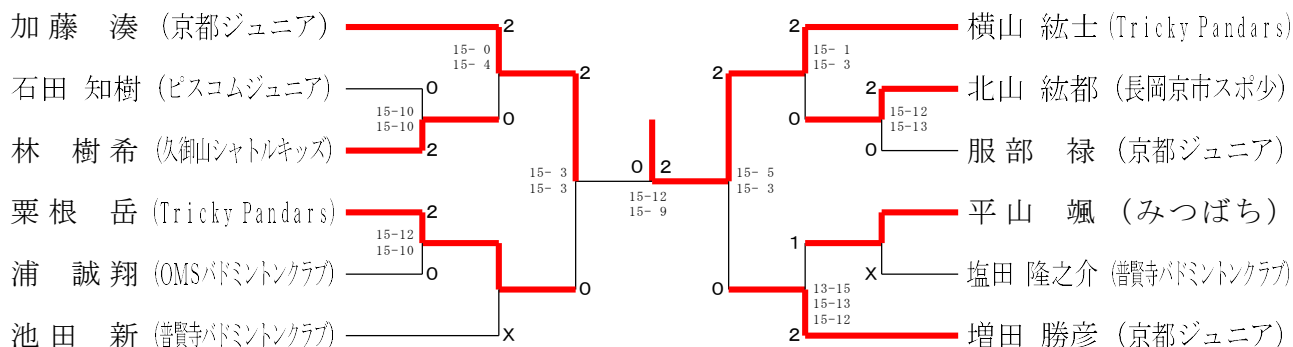 加藤 湊 (京都ジュニア)
2
15- 0
15- 4
石田 知樹 (ピスコムジュニア)
0
15-10
15-10
0
林 樹希 (久御山シャトルキッズ)
2
2
15- 3
15- 3
粟根 岳 (Tricky Pandars)
2
15-12
15-10
浦 誠翔 (OMSバドミントンクラブ)
0
0
池田 新 (普賢寺バドミントンクラブ)
X
0 2
15-12
15- 9
横山 紘士 (Tricky Pandars)
2
15- 1
15- 3
2
北山 紘都 (長岡京市スポ少)
2
15-12
15-13
0
服部 禄 (京都ジュニア)
0
15- 5
15- 3
平山 颯 (みつばち)
1
塩田 隆之介 (普賢寺バドミントンクラブ)
X
0
13-15
15-13
15-12
増田 勝彦 (京都ジュニア)
2